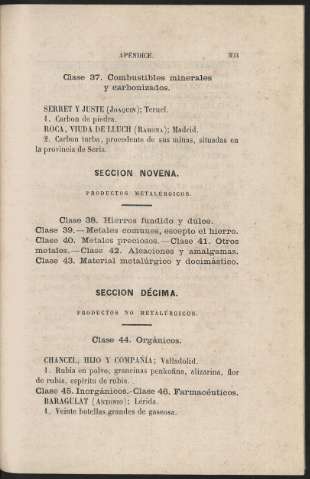 APÉNDICE.
Clase 37. Combustibles minerales
y carbonizados.
SERRET Y JUSTE (JOAQUIN); Teruel.
1. Carbon de piedra.
ROCA, VIUDA DE LLUCH (RAMONA); Madrid.
2. Carbon turba, procedente de sus minas, situadas en
la provincia de Soria.
SECCION NOVENA.
PRODUCTOS METALÚRGICOS.
Clase 38. Hierros fundido y dulce.
Clase 39.—Metales comunes, escepto el hierro.
Clase 40. Metales preciosos.—Clase 41. Otros
metales.—Clase 42. Aleaciones y amalgamas.
Clase 43. Material metalúrgico y docimástico.
SECCION DÉCIMA.
PRODUCTOS NO METALÚRGICOS.
Clase 44. Orgánicos.
CHANCEL, HIJO Y COMPAÑÍA; Valladolid.
1. Rubia en polvo, grancinas penkofina, alizarina, flor
de rubia, espíritu de rubia.
Clase 45. Inorgánicos.-Clase 46. Farmacéuticos.
BARAGULAT (ANTONIO); Lérida.
1. Veinte botellas grandes de gaseosa.